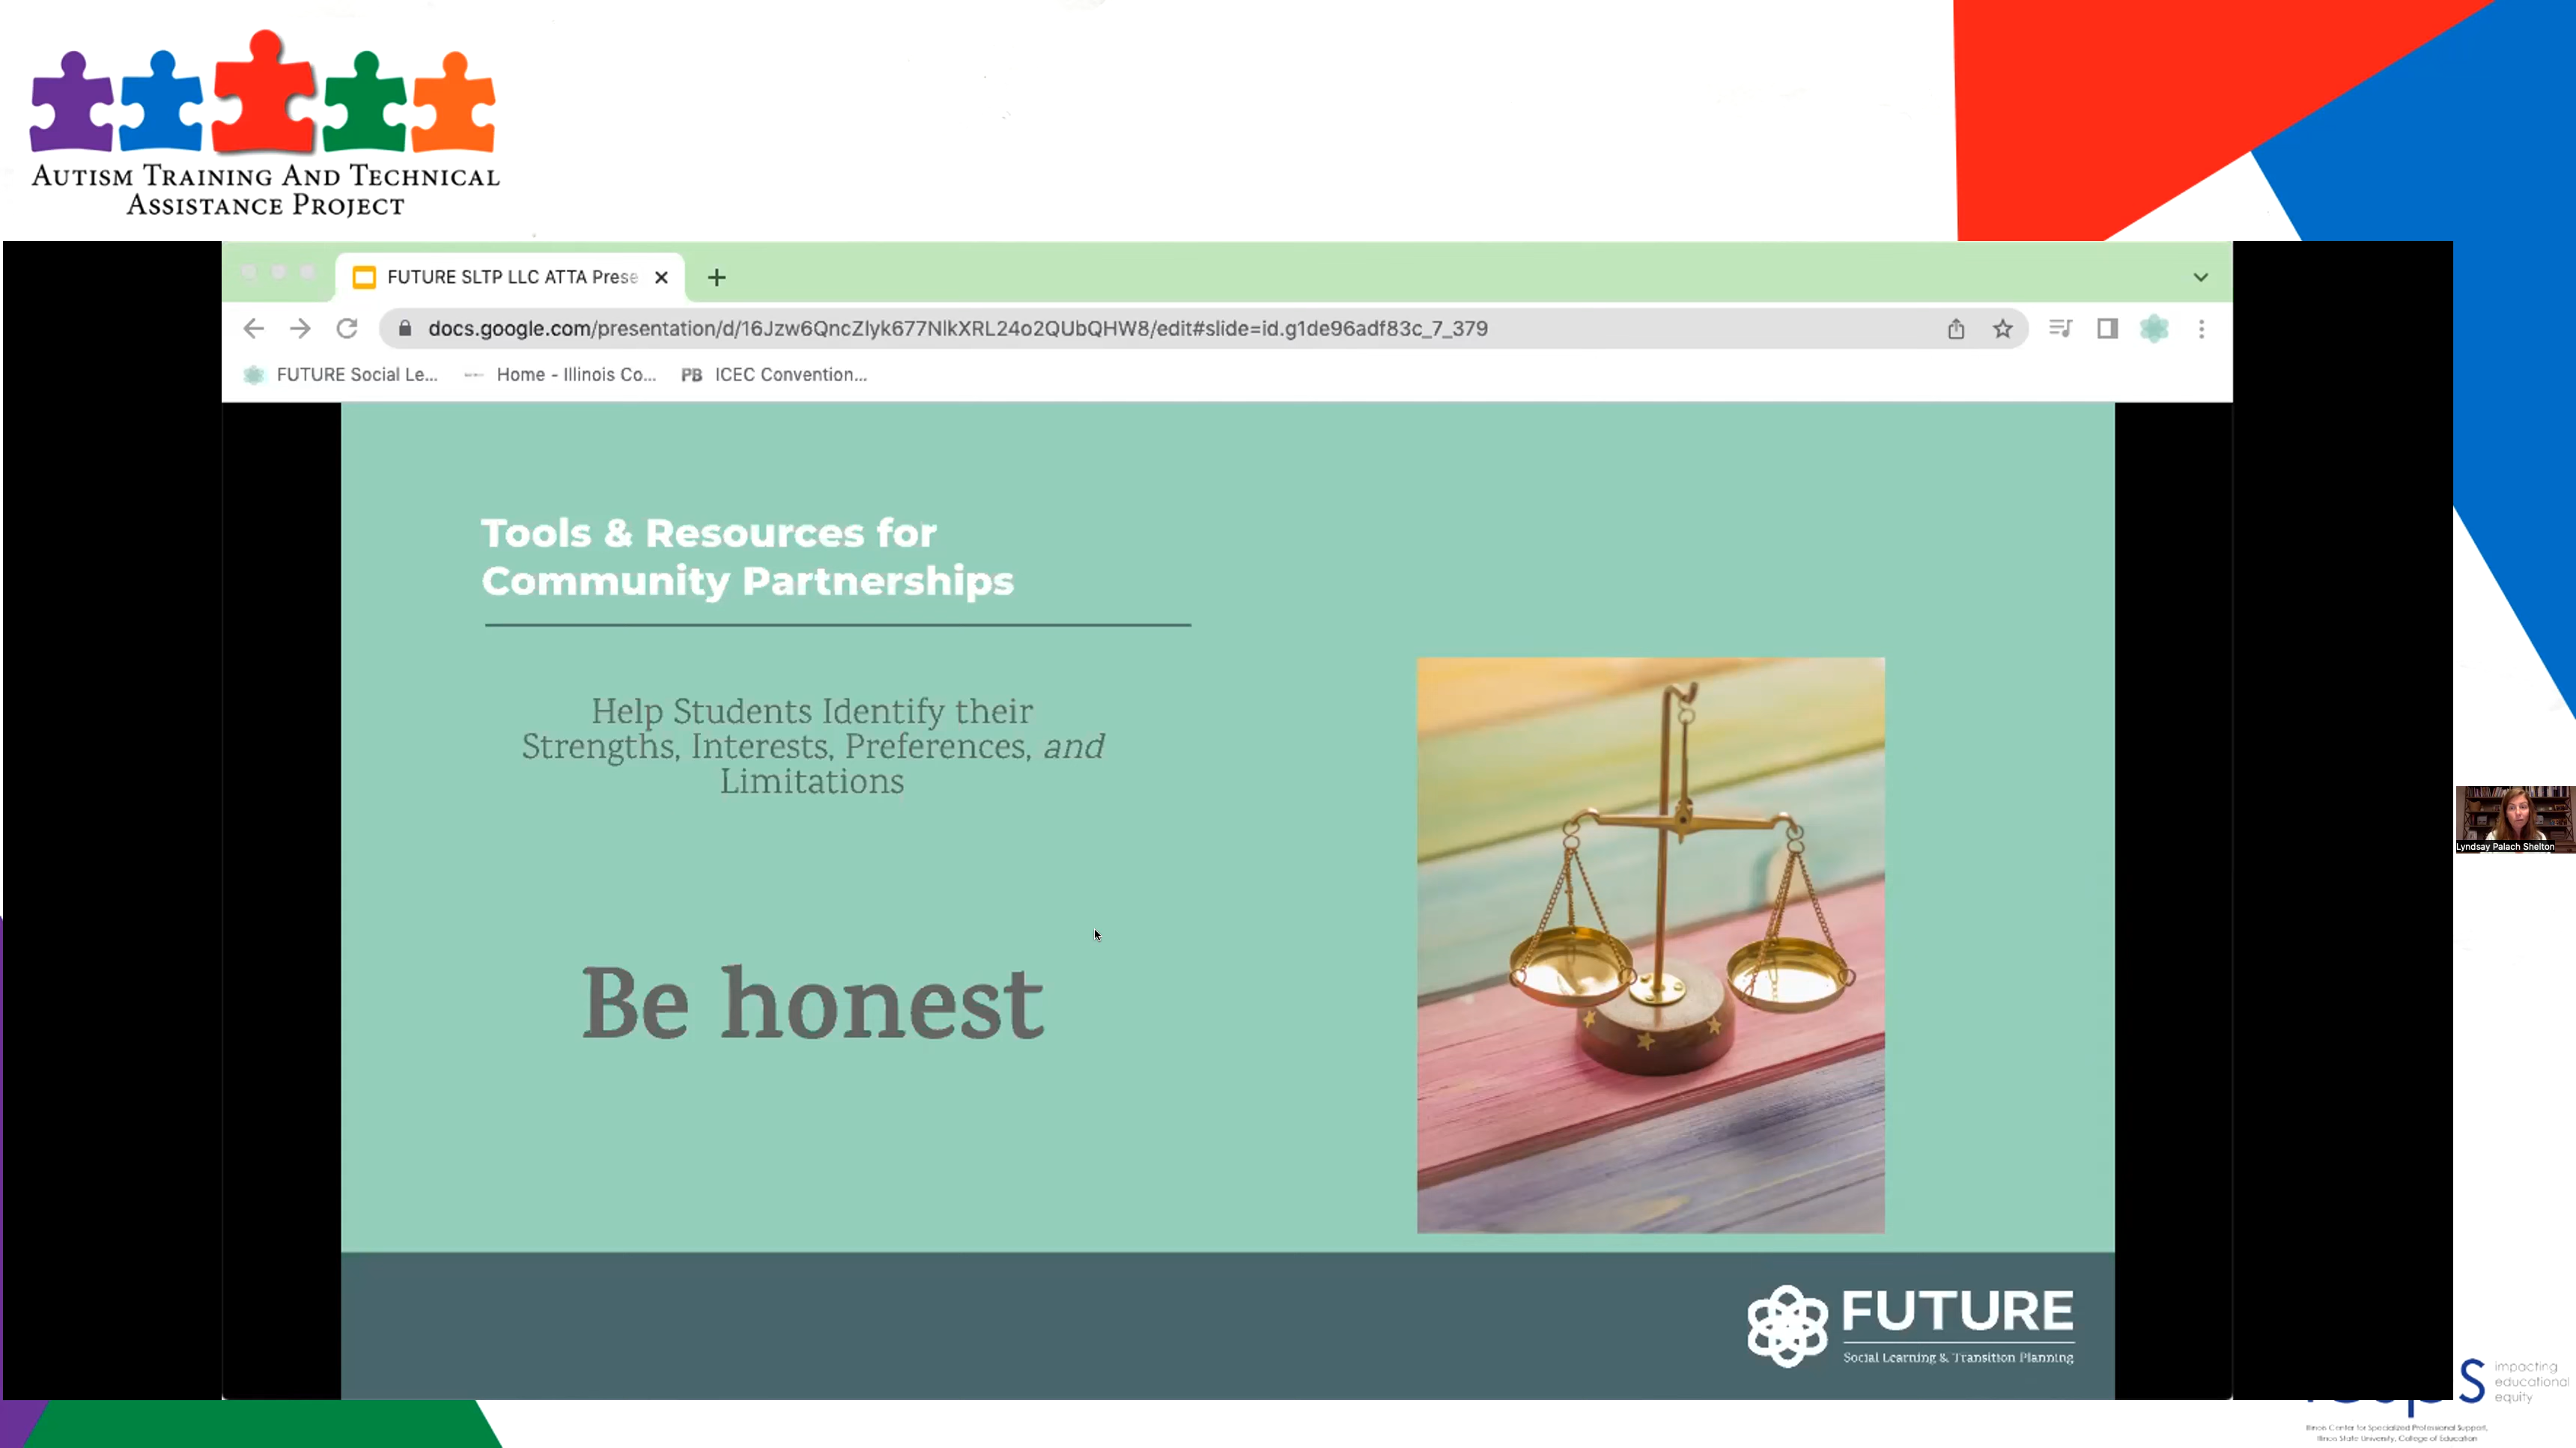 AUTISM TRAINING AND TECHNICAL
ASSISTANCE PROJECT
FUTURE SLTP LLC ATTA Prese
docs.google.com/presentation/d/16Jzw6QncZlyk677NlkXRL24o2QUbQHW8/edit#slide=id.g1de96adf83c_7_379
FUTURE Social Le...
Home - Illinois Co...
PB ICEC Convention...
Tools & Resources for
Community Partnerships
Help Students Identify their
Strengths, Interests, Preferences, and
Limitations
Be honest
Lyndsay Palach Shelton
FUTURE
Social Learning & Transition Planning
impacting
educational
equity
Illinois Center for Specialized Professional Support,
Illinois State University, College of Education